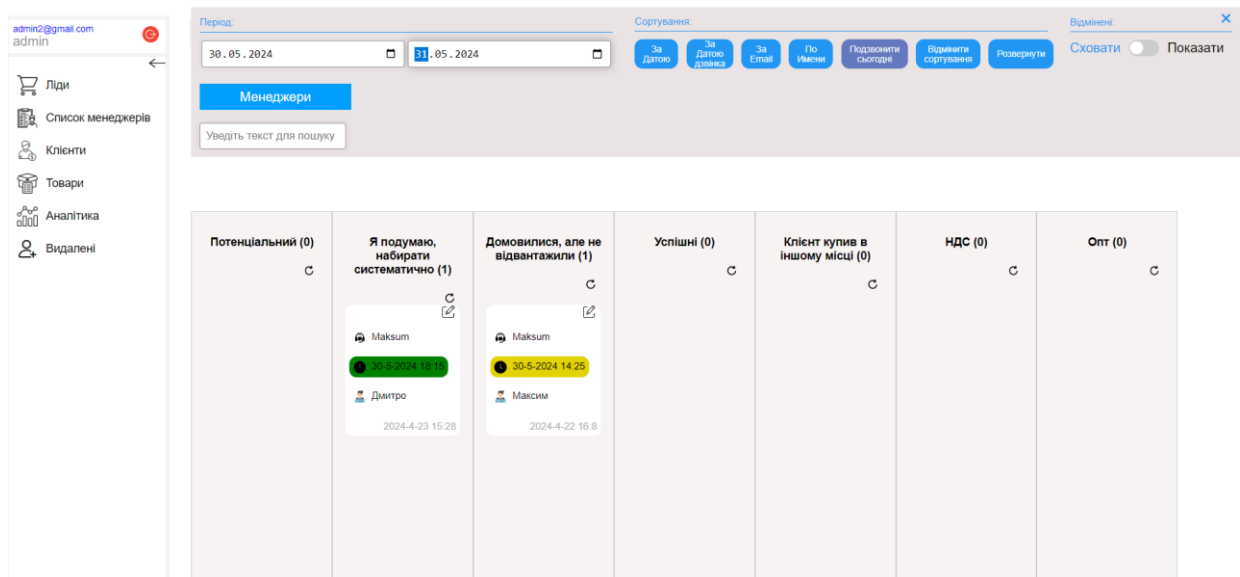 admin2@gmail.com
admin
Ліди
Список менеджерів
Клієнти
Товари
Аналітика
Видалені
Період:
30.05.2024
31.05.2024
Менеджери
Уведіть текст для пошуку
Сортування:
За
Датою
За
Датою
дзвінка
За
Email
По
Имени
Подзвонити
сьогодні
Відмінити
сортування
Розвернути
Відмінені:
Сховати
Показати
Потенціальний (0)
Я подумаю,
набирати
систематично (1)
Maksum
30-5-2024 18:15
Дмитро
2024-4-23 15:28
Домовилися, але не
відвантажили (1)
Maksum
30-5-2024 14:25
Максим
2024-4-22 16:8
Успішні (0)
Клієнт купив в
іншому місці (0)
НДС (0)
Опт (0)